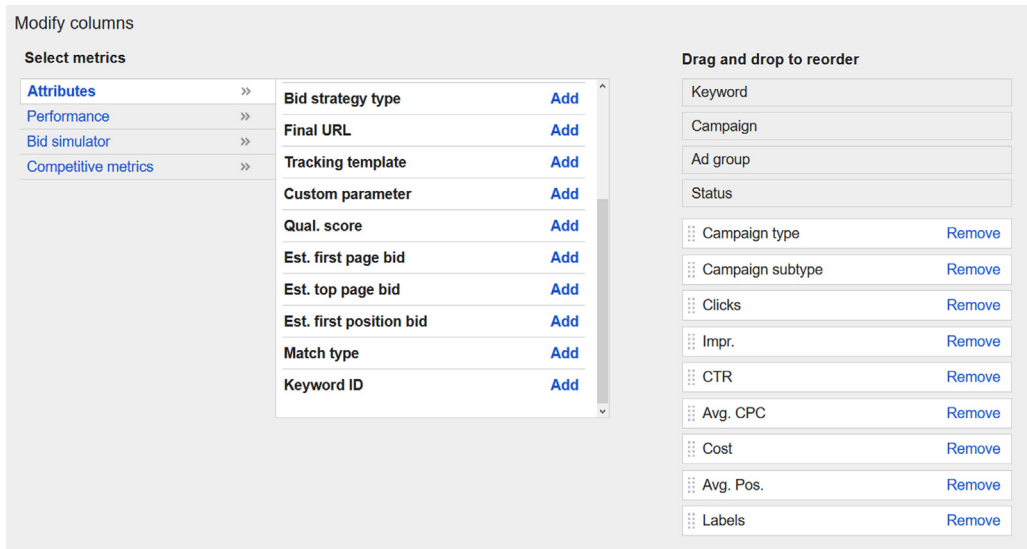 Modify columns
Select metrics
Attributes »
Performance »
Bid simulator »
Competitive metrics »
Bid strategy type Add
Final URL Add
Tracking template Add
Custom parameter Add
Qual. score Add
Est. first page bid Add
Est. top page bid Add
Est. first position bid Add
Match type Add
Keyword ID Add
Drag and drop to reorder
Keyword
Campaign
Ad group
Status
Campaign type Remove
Campaign subtype Remove
Clicks Remove
Impr. Remove
CTR Remove
Avg. CPC Remove
Cost Remove
Avg. Pos. Remove
Labels Remove